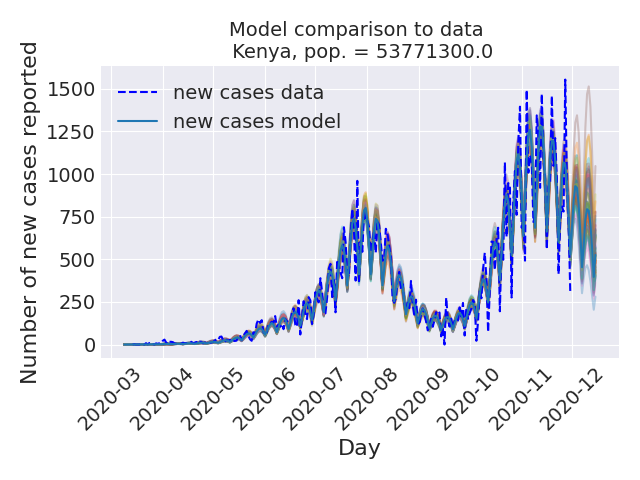 Model comparison to data
Kenya, pop. = 53771300.0
Number of new cases reported
1500
1250
1000
750
500
250
0
new cases data
new cases model
2020-03
2020-04
2020-05
2020-06
2020-07
2020-08
2020-09
2020-10
2020-11
2020-12
Day